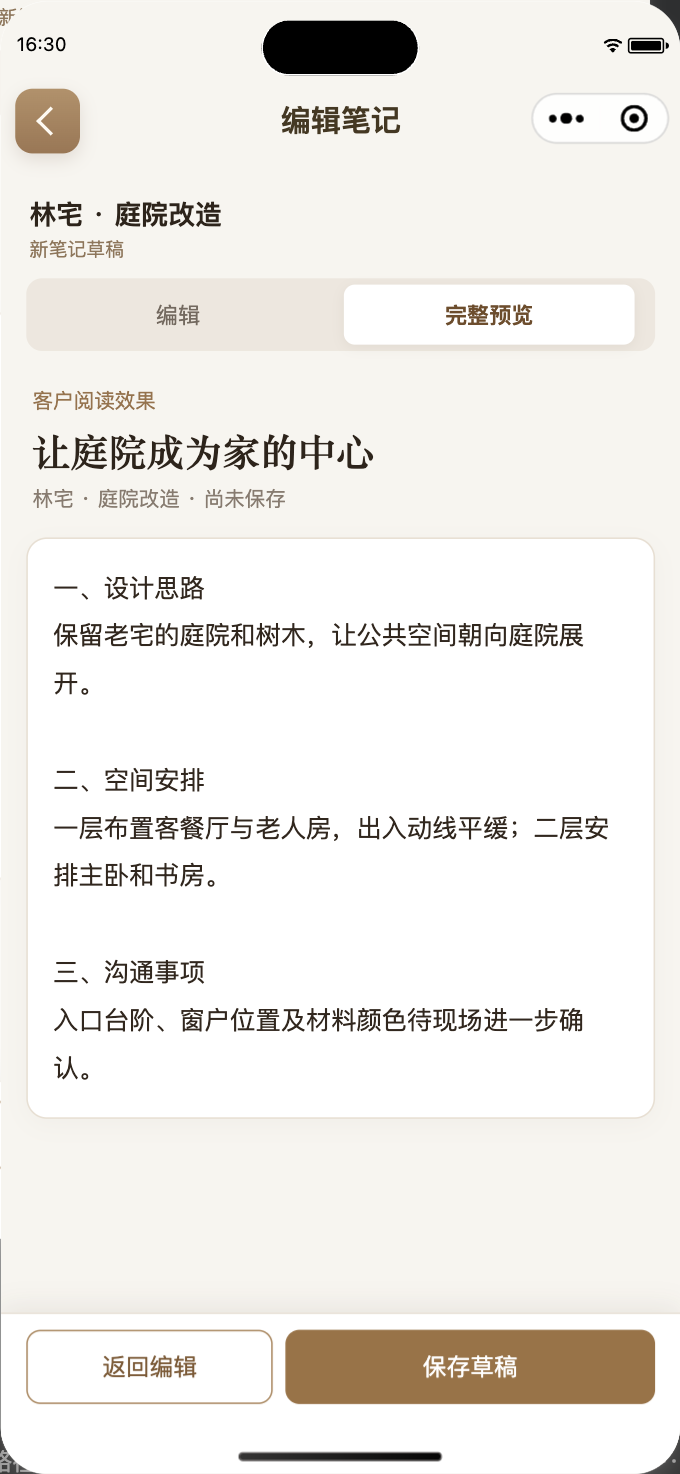 新
16:30
编辑笔记
林宅 · 庭院改造
新笔记草稿
编辑 完整预览
客户阅读效果
让庭院成为家的中心
林宅 · 庭院改造 · 尚未保存
一、设计思路
保留老宅的庭院和树木，让公共空间朝向庭院展
开。
二、空间安排
一层布置客餐厅与老人房，出入动线平缓；二层安
排主卧和书房。
三、沟通事项
入口台阶、窗户位置及材料颜色待现场进一步确
认。
返回编辑 保存草稿